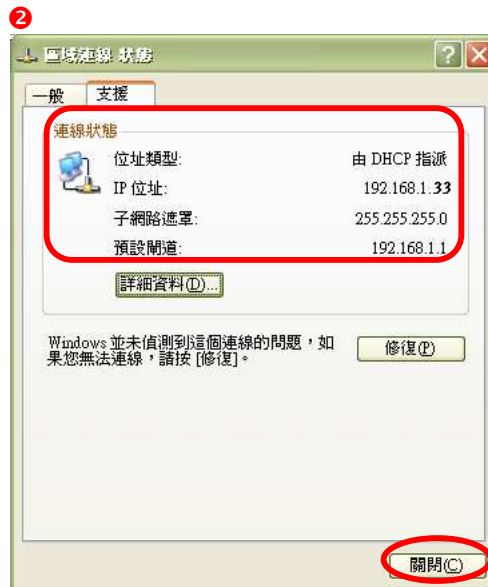 ❷
區域連線 狀態
一般 支援
連線狀態
位址類型: 由 DHCP 指派
IP 位址: 192.168.1.33
子網路遮罩: 255.255.255.0
預設閘道: 192.168.1.1
詳細資料(D)...
Windows 並未偵測到這個連線的問題，如
果您無法連線，請按 [修復]。
修復(P)
關閉(C)